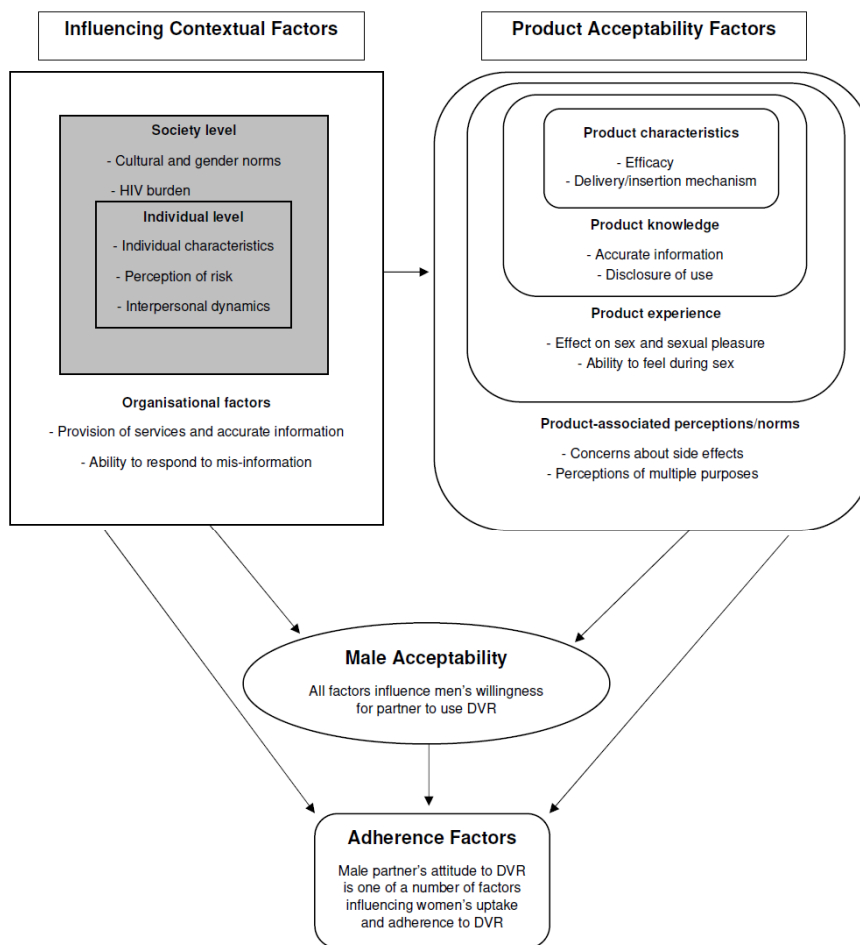 Influencing Contextual Factors
Society level
- Cultural and gender norms
- HIV burden
Individual level
- Individual characteristics
- Perception of risk
- Interpersonal dynamics
Organisational factors
- Provision of services and accurate information
- Ability to respond to mis-information
Product Acceptability Factors
Product characteristics
- Efficacy
- Delivery/insertion mechanism
Product knowledge
- Accurate information
- Disclosure of use
Product experience
- Effect on sex and sexual pleasure
- Ability to feel during sex
Product-associated perceptions/norms
- Concerns about side effects
- Perceptions of multiple purposes
Male Acceptability
All factors influence men's willingness
for partner to use DVR
Adherence Factors
Male partner's attitude to DVR
is one of a number of factors
influencing women's uptake
and adherence to DVR